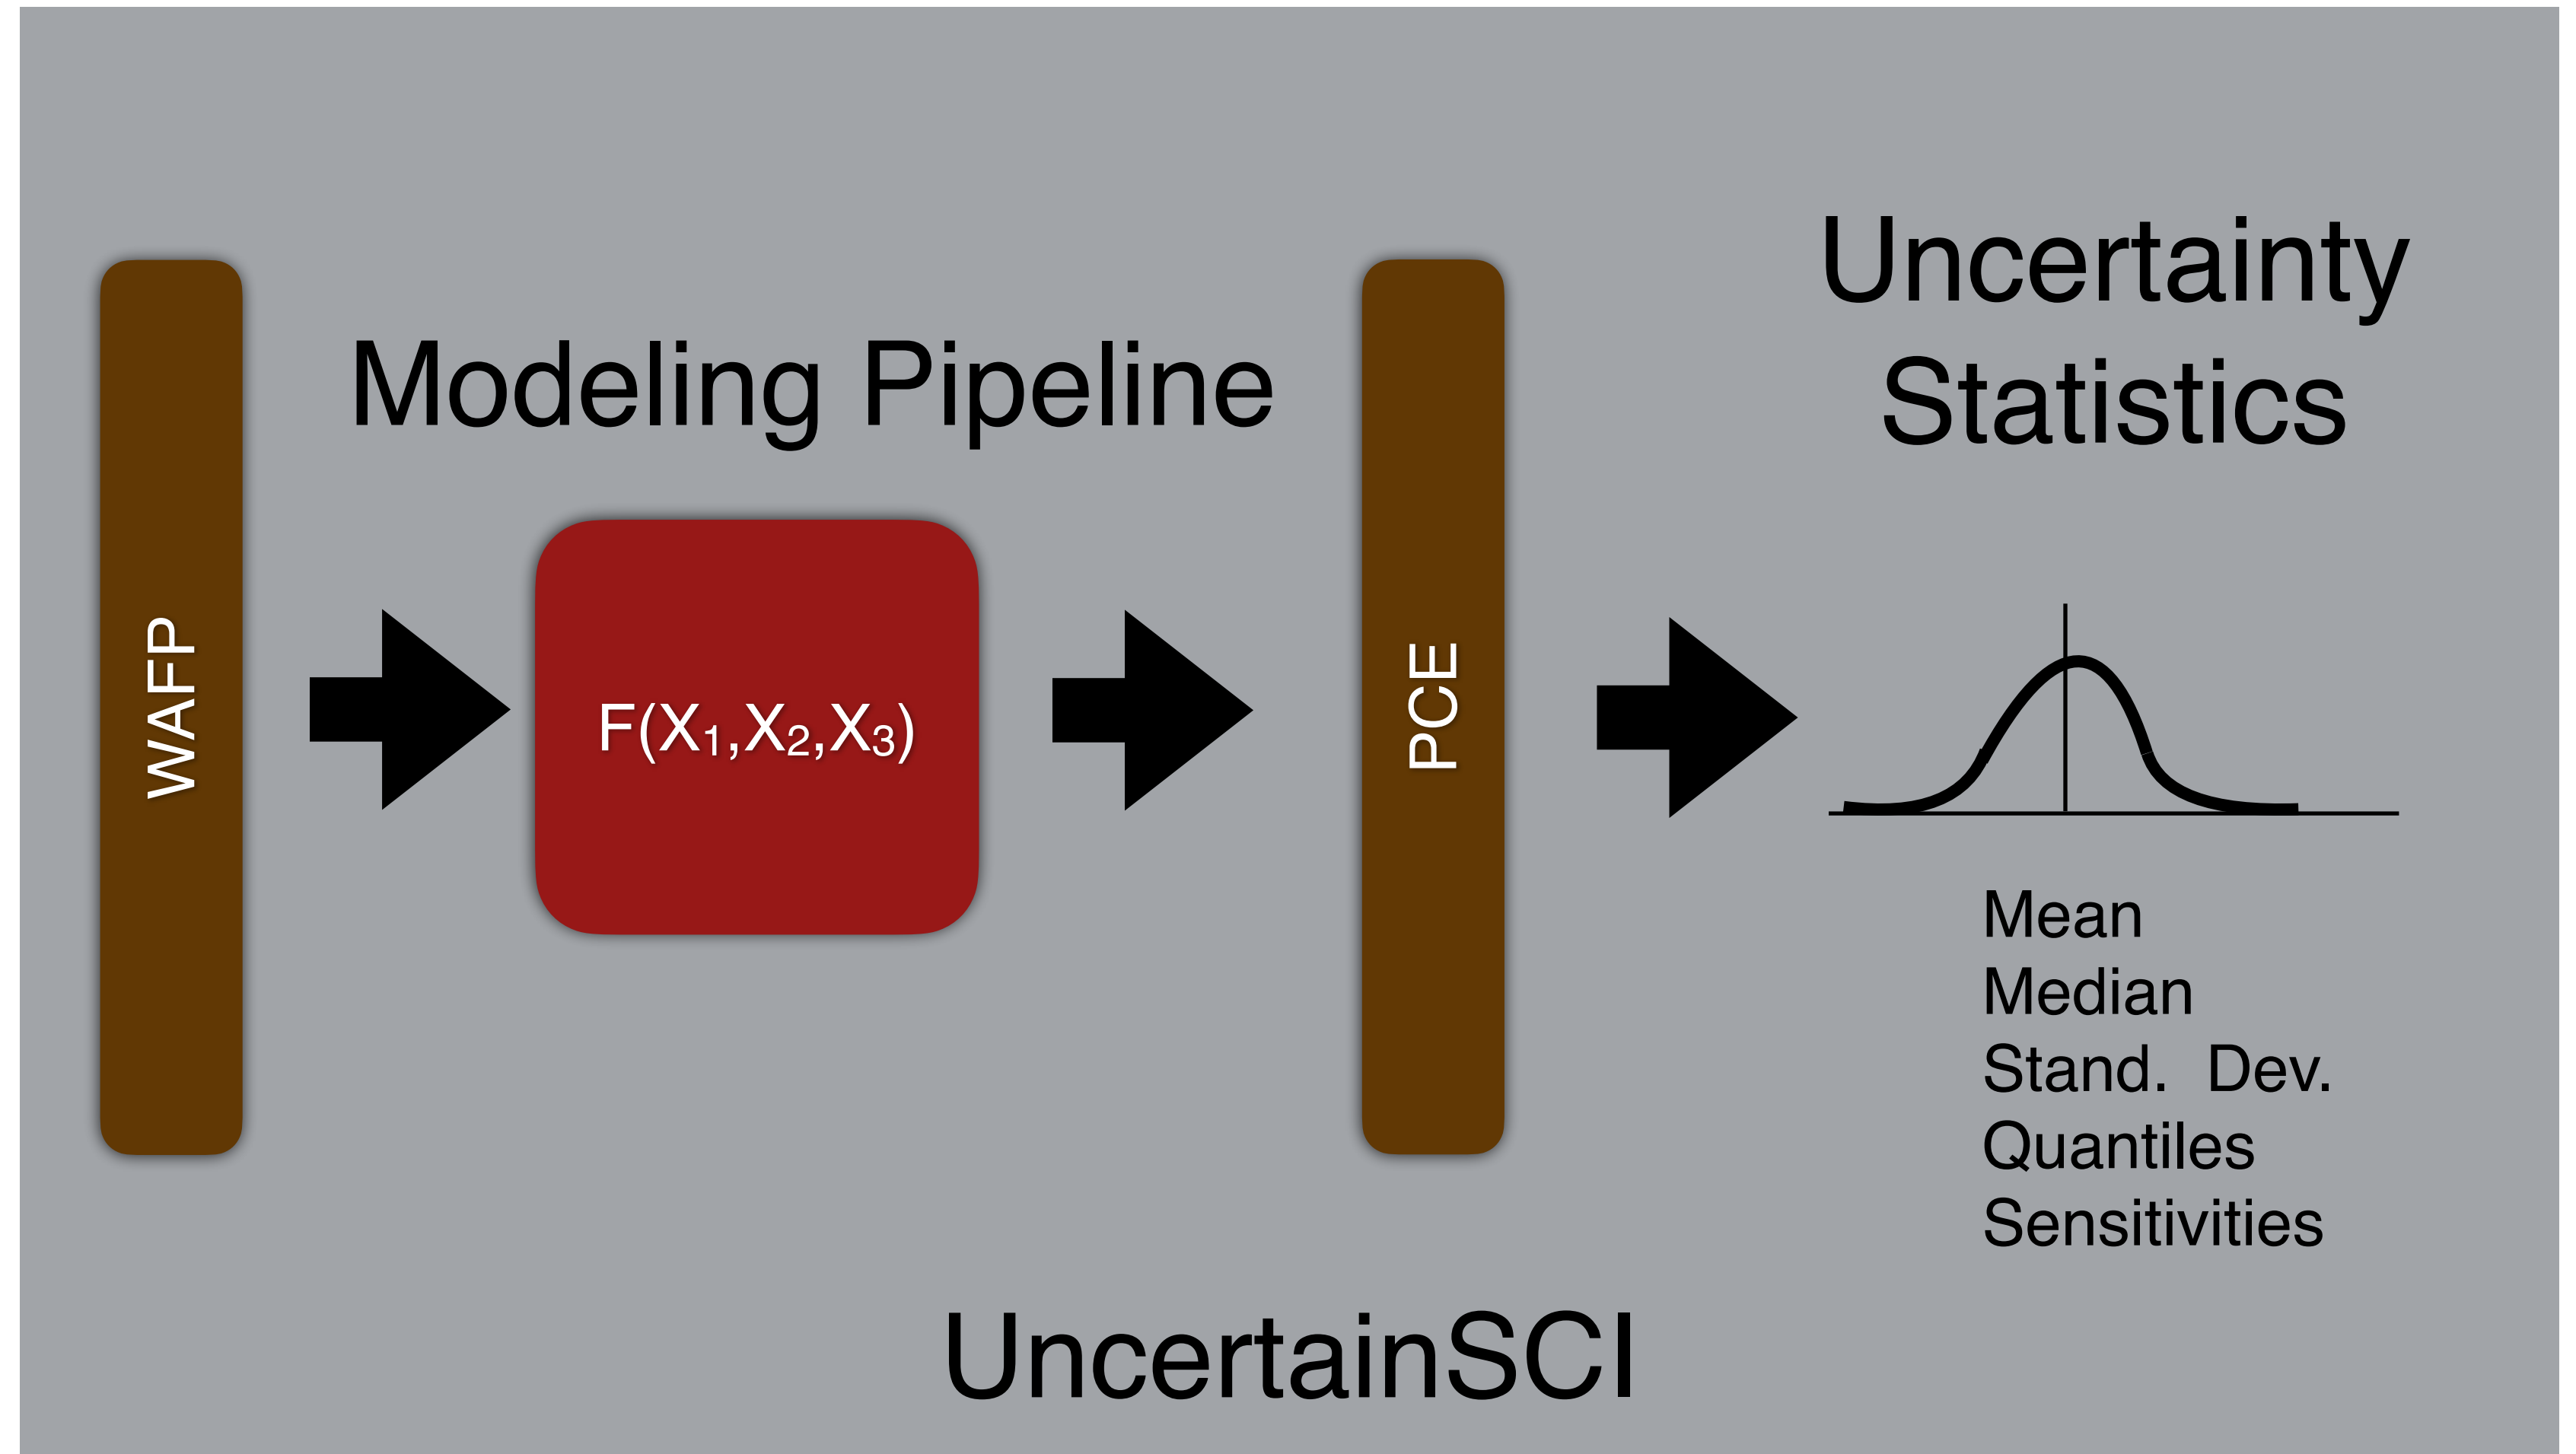 WAFP
Modeling Pipeline
F(X₁,X₂,X₃)
PCE
Uncertainty
Statistics
Mean
Median
Stand. Dev.
Quantiles
Sensitivities
UncertainSCI